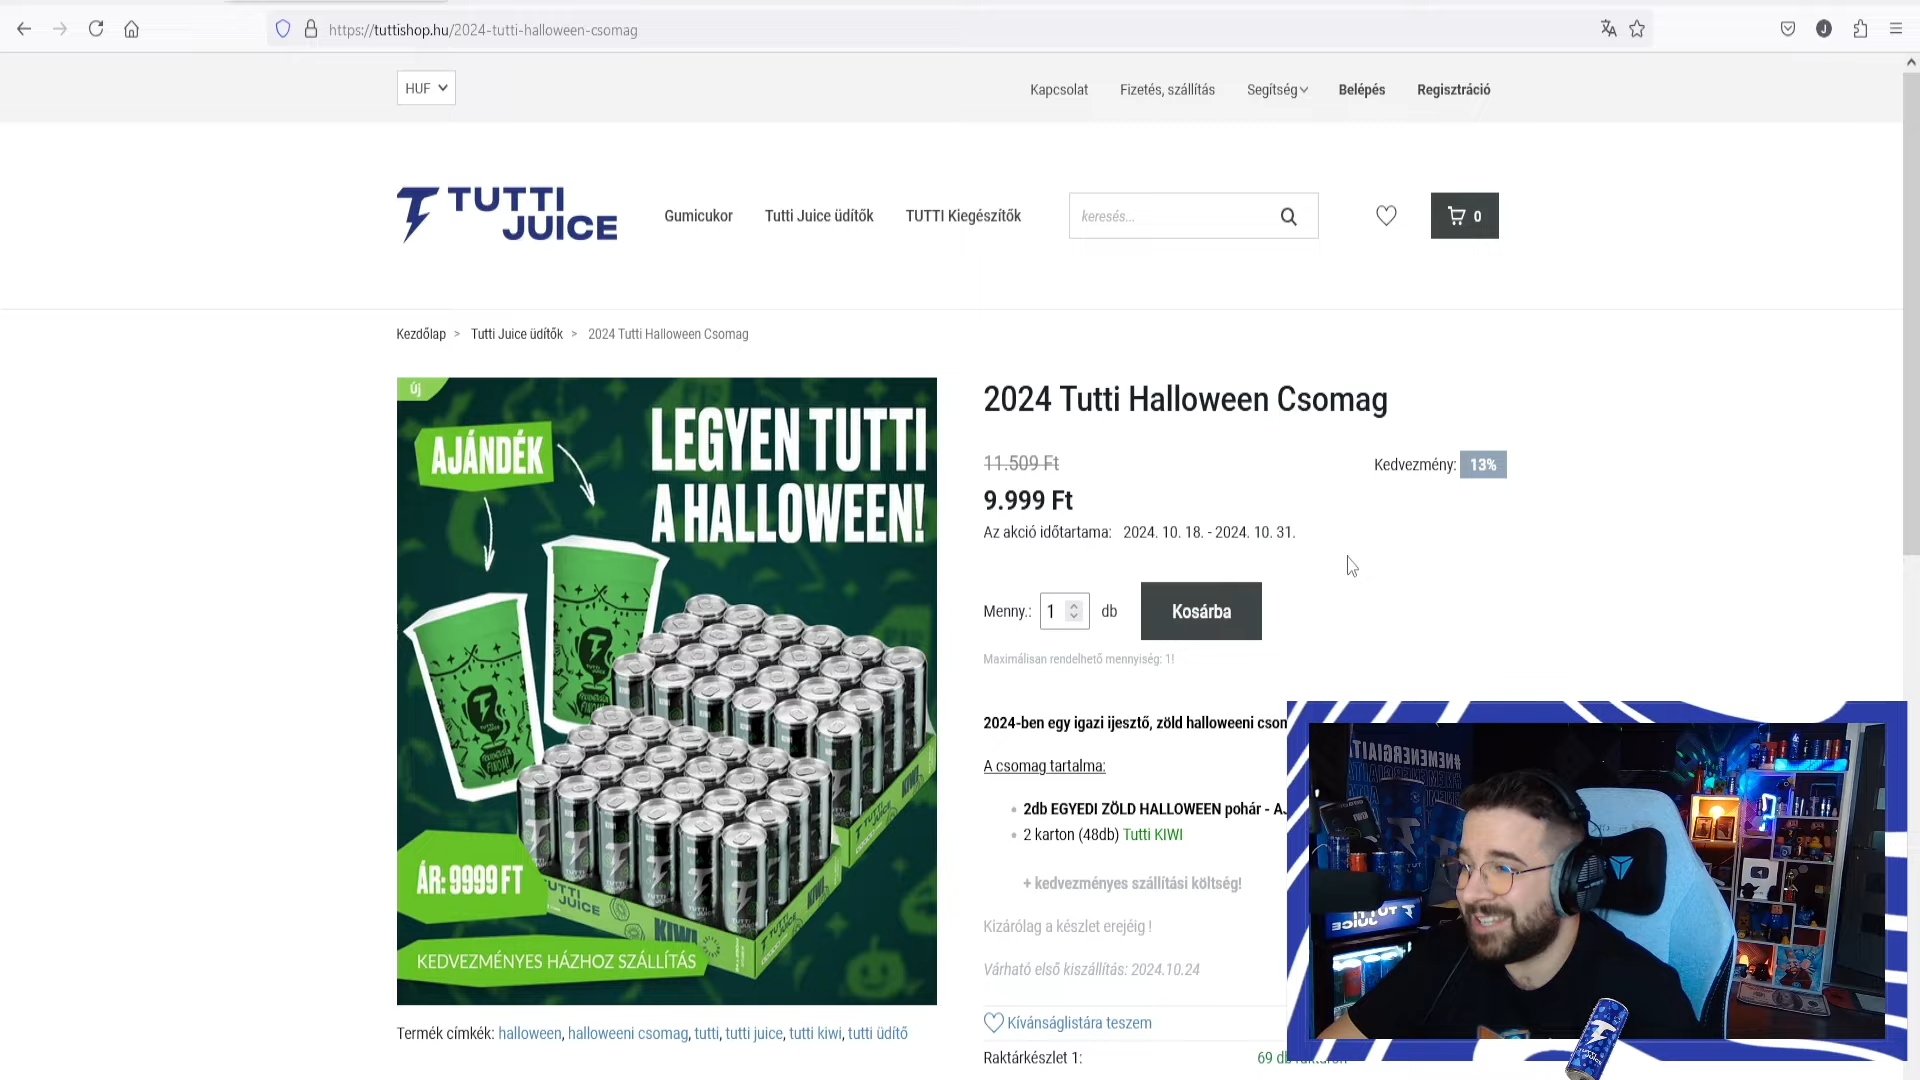 https://tuttishop.hu/2024-tutti-halloween-csomag
J
HUF
Kapcsolat
Fizetés, szállítás
Segítség
Belépés
Regisztráció
TUTTI
JUICE
Gumicukor
Tutti Juice üdítők
TUTTI Kiegészítők
keresés...
0
Kezdőlap > Tutti Juice üdítők > 2024 Tutti Halloween Csomag
Új
AJÁNDÉK
LEGYEN TUTTI
A HALLOWEEN!
ÁR: 9999 FT
TUTTI
JUICE
KIWI
KEDVEZMÉNYES HÁZHOZ SZÁLLÍTÁS
Termék címkék: halloween, halloweeni csomag, tutti, tutti juice, tutti kiwi, tutti üdítő
2024 Tutti Halloween Csomag
11.509 Ft
Kedvezmény: 13%
9.999 Ft
Az akció időtartama: 2024. 10. 18. - 2024. 10. 31.
Menny.: 1 db
Kosárba
Maximálisan rendelhető mennyiség: 1!
2024-ben egy igazi ijesztő, zöld halloweeni
A csomag tartalma:
2db EGYEDI ZÖLD HALLOWEEN pohár -
2 karton (48db) Tutti KIWI
+ kedvezményes szállítási költség!
Kizárólag a készlet erejéig !
Várható első kiszállítás: 2024.10.24
Kívánságlistára teszem
Raktárkészlet 1:
69 db
#NEMENERGIAITAL
TUTTI
JUICE